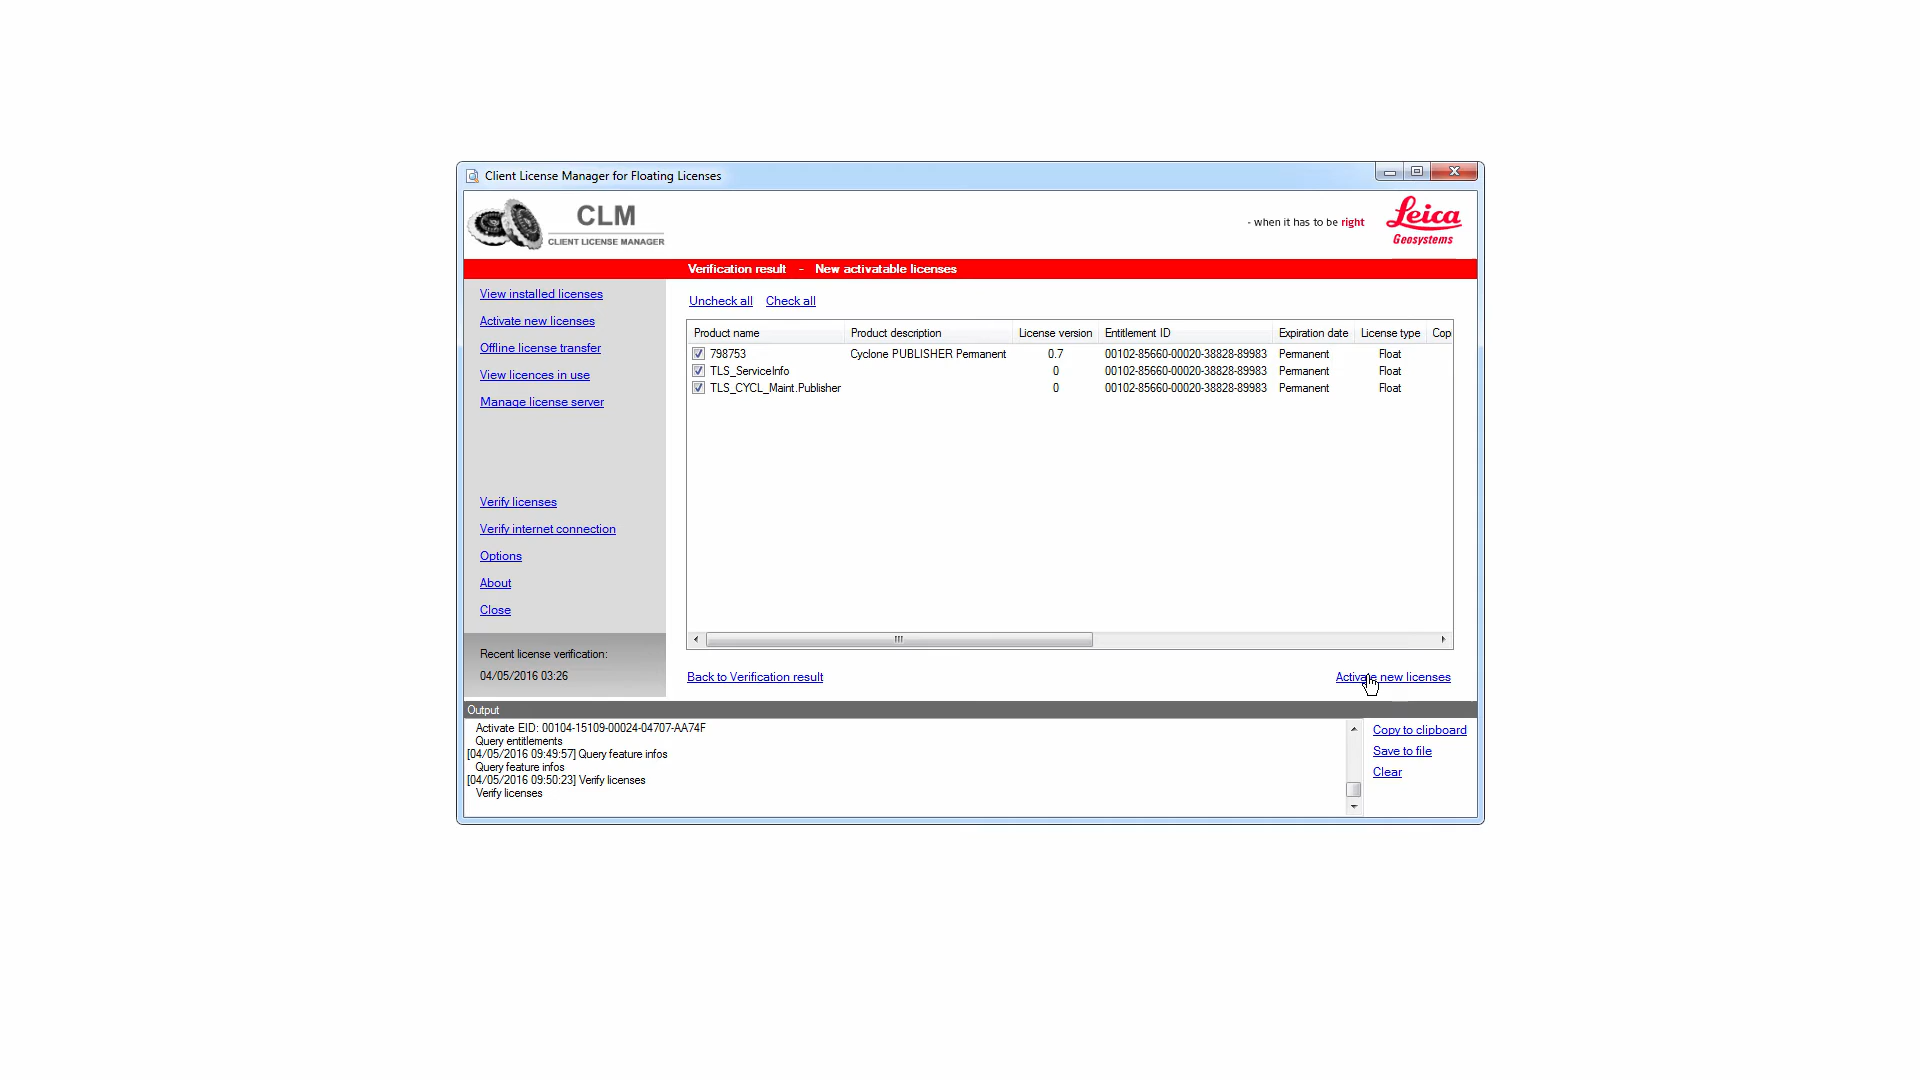 Client License Manager for Floating Licenses
CLM
CLIENT LICENSE MANAGER
- when it has to be right
Leica
Geosystems
Verification result - New activatable licenses
View installed licenses
Activate new licenses
Offline license transfer
View licences in use
Manage license server
Verify licenses
Verify internet connection
Options
About
Close
Recent license verification:
04/05/2016 03:26
Uncheck all Check all
Product name Product description License version Entitlement ID Expiration date License type Cop
798753 Cyclone PUBLISHER Permanent 0.7 00102-85660-00020-38828-89983 Permanent Float
TLS_ServiceInfo 0 00102-85660-00020-38828-89983 Permanent Float
TLS_CYCL_Maint.Publisher 0 00102-85660-00020-38828-89983 Permanent Float
Back to Verification result Activate new licenses
Output
Activate EID: 00104-15109-00024-04707-AA74F
Query entitlements
[04/05/2016 09:49:57] Query feature infos
Query feature infos
[04/05/2016 09:50:23] Verify licenses
Verify licenses
Copy to clipboard
Save to file
Clear